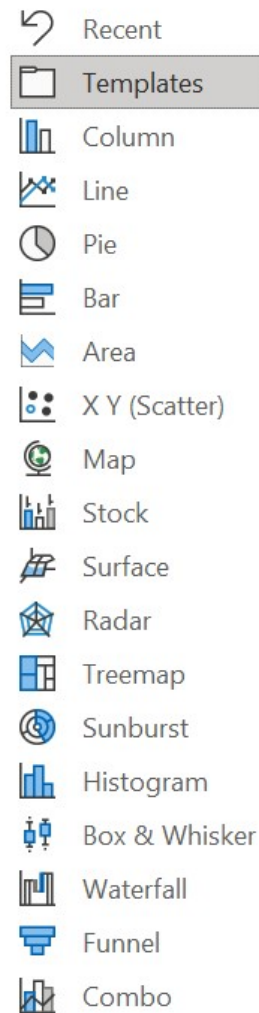 Recent
Templates
Column
Line
Pie
Bar
Area
X Y (Scatter)
Map
Stock
Surface
Radar
Treemap
Sunburst
Histogram
Box & Whisker
Waterfall
Funnel
Combo